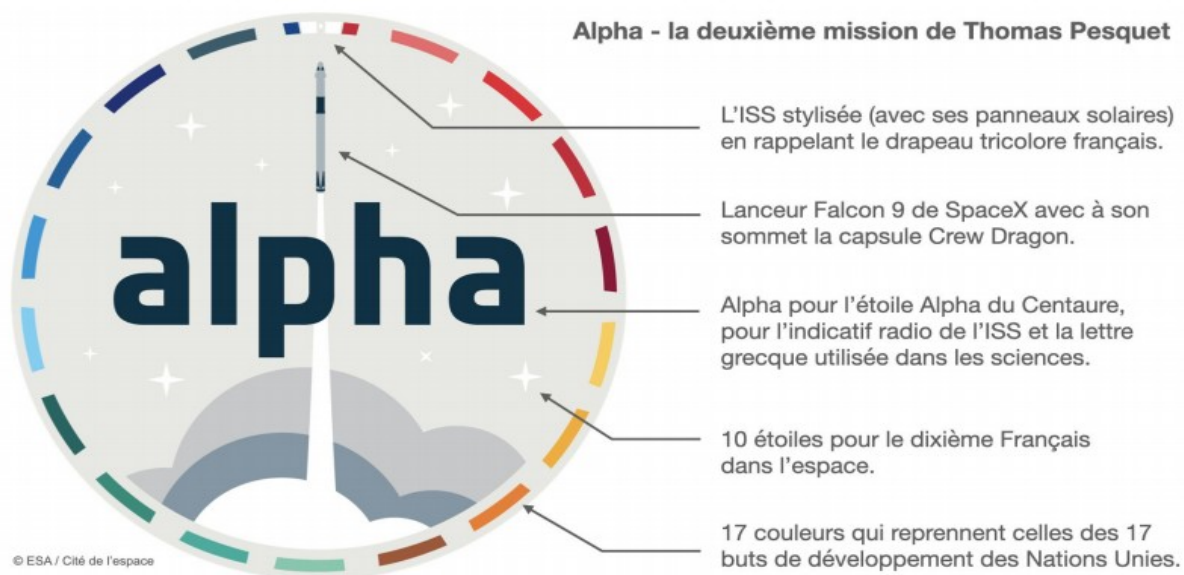 Alpha - la deuxième mission de Thomas Pesquet
L'ISS stylisée (avec ses panneaux solaires)
en rappelant le drapeau tricolore français.
Lanceur Falcon 9 de SpaceX avec à son
sommet la capsule Crew Dragon.
alpha
Alpha pour l'étoile Alpha du Centaure,
pour l'indicatif radio de l'ISS et la lettre
grecque utilisée dans les sciences.
10 étoiles pour le dixième Français
dans l'espace.
17 couleurs qui reprennent celles des 17
buts de développement des Nations Unies.
© ESA / Cité de l'espace